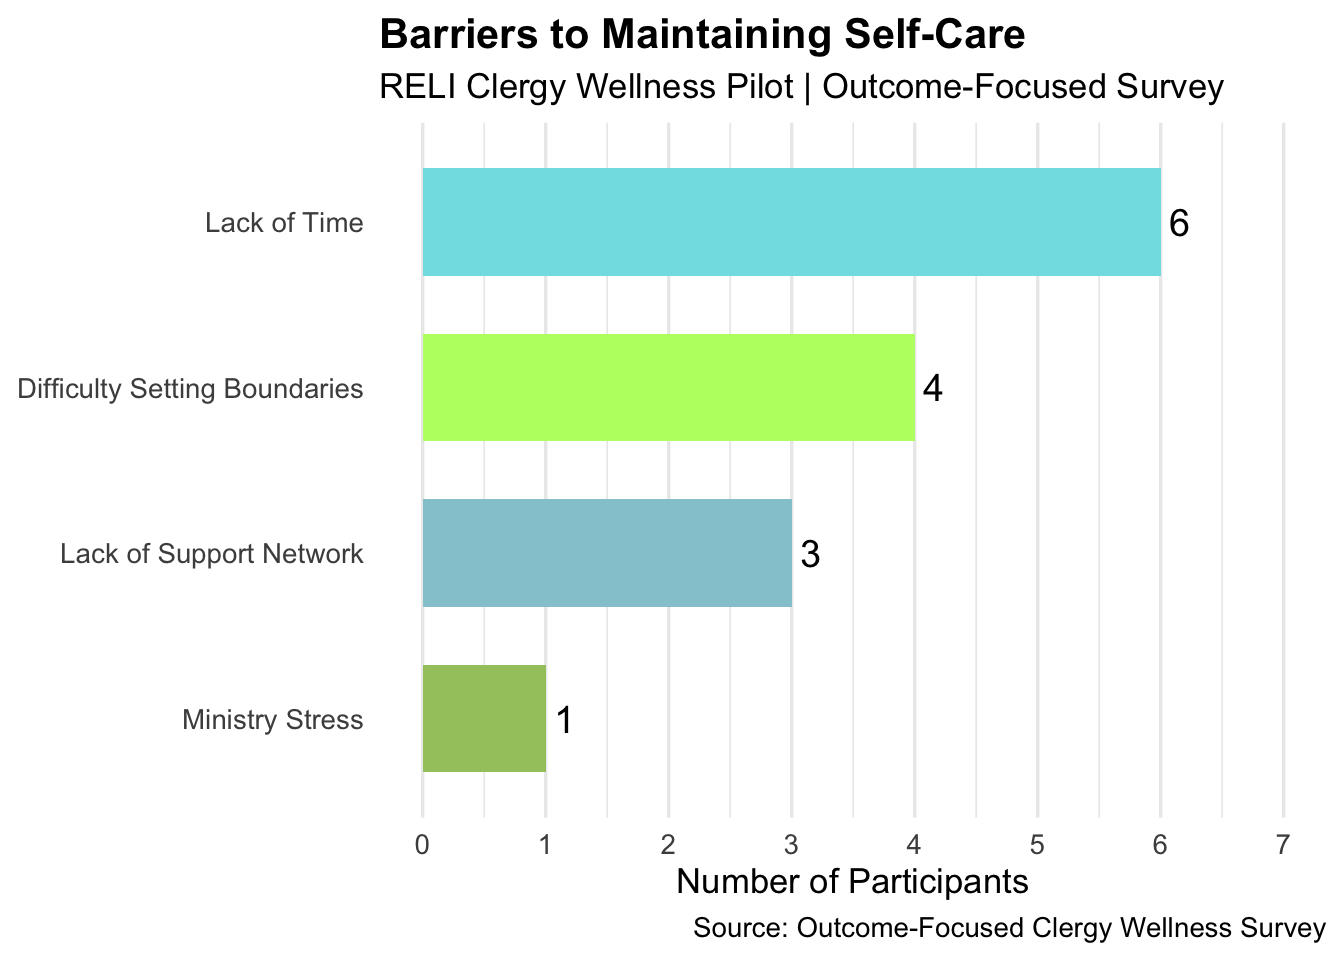 Barriers to Maintaining Self-Care
RELI Clergy Wellness Pilot | Outcome-Focused Survey
Lack of Time
6
Difficulty Setting Boundaries
4
Lack of Support Network
3
Ministry Stress
1
0 1 2 3 4 5 6 7
Number of Participants
Source: Outcome-Focused Clergy Wellness Survey